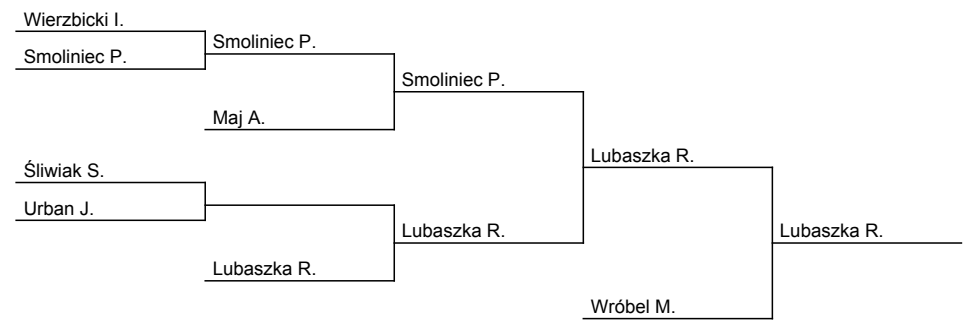 Wierzbicki I.
Smoliniec P.
Smoliniec P.
Smoliniec P.
Maj A.
Lubaszka R.
Śliwiak S.
Urban J.
Lubaszka R.
Lubaszka R.
Lubaszka R.
Wróbel M.